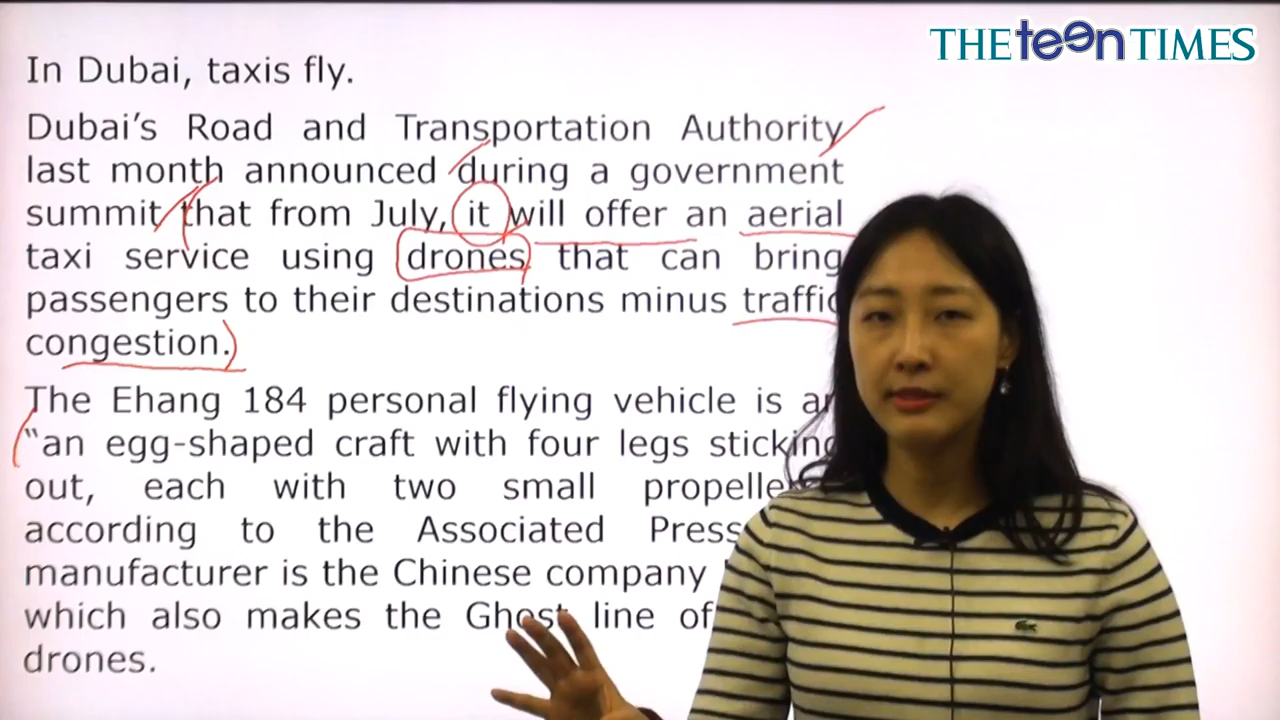 THE teen TIMES
In Dubai, taxis fly.
Dubai's Road and Transportation Authority
last month announced during a government
summit that from July, it will offer an aerial
taxi service using drones that can bring
passengers to their destinations minus traffic
congestion.
The Ehang 184 personal flying vehicle is
“an egg-shaped craft with four legs sticking
out, each with two small
according to the Associated Press
manufacturer is the Chinese company
which also makes the Ghost line of
drones.